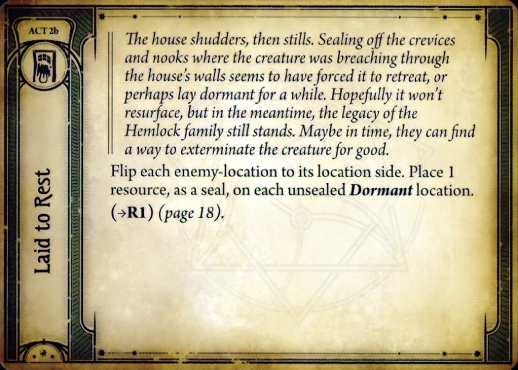 ACT 2b
Laid to Rest
The house shudders, then stills. Sealing off the crevices
and nooks where the creature was breaching through
the house's walls seems to have forced it to retreat, or
perhaps lay dormant for a while. Hopefully it won't
resurface, but in the meantime, the legacy of the
Hemlock family still stands. Maybe in time, they can find
a way to exterminate the creature for good.
Flip each enemy-location to its location side. Place 1
resource, as a seal, on each unsealed Dormant location.
(→R1) (page 18).